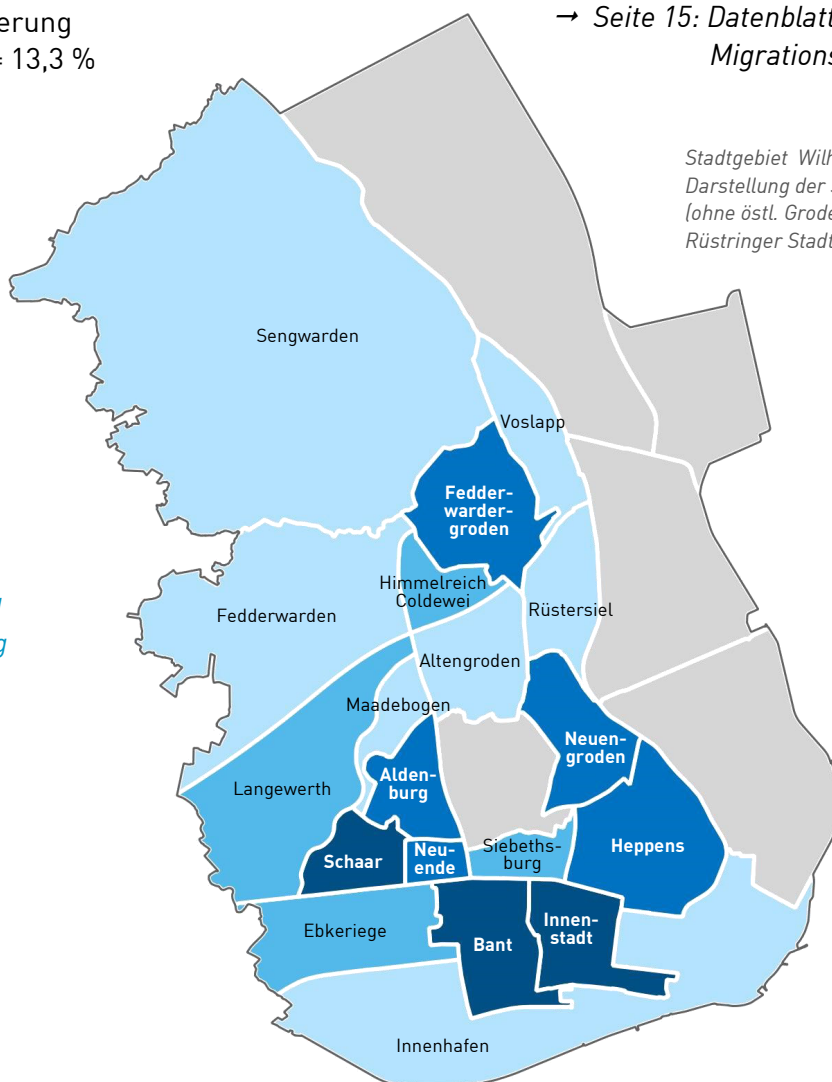 erung
= 13,3 %
→ Seite 15: Datenblatt
Migrations
Stadtgebiet Wilh
Darstellung der
(ohne östl. Grode
Rüstringer Stadt
Sengwarden
Voslapp
Fedder-
warder-
groden
Himmelreich
Coldewei
Fedderwarden
Rüstersiel
g
Altengroden
Maadebogen
Neuen-
groden
Alden-
burg
Langewerth
Schaar
Neu-
ende
Siebeths-
burg
Heppens
Ebkeriege
Bant
Innen-
stadt
Innenhafen